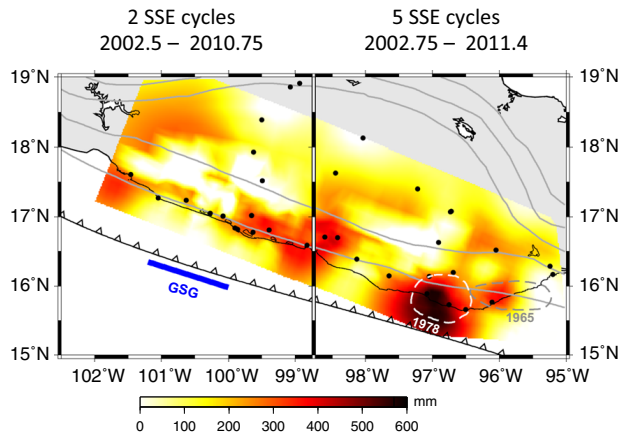 2 SSE cycles
2002.5 – 2010.75
5 SSE cycles
2002.75 – 2011.4
19˚N
18˚N
17˚N
16˚N
15˚N
19˚N
18˚N
17˚N
16˚N
15˚N
GSG
1978
1965
102˚W
101˚W
100˚W
99˚W
98˚W
97˚W
96˚W
95˚W
mm
0
100
200
300
400
500
600